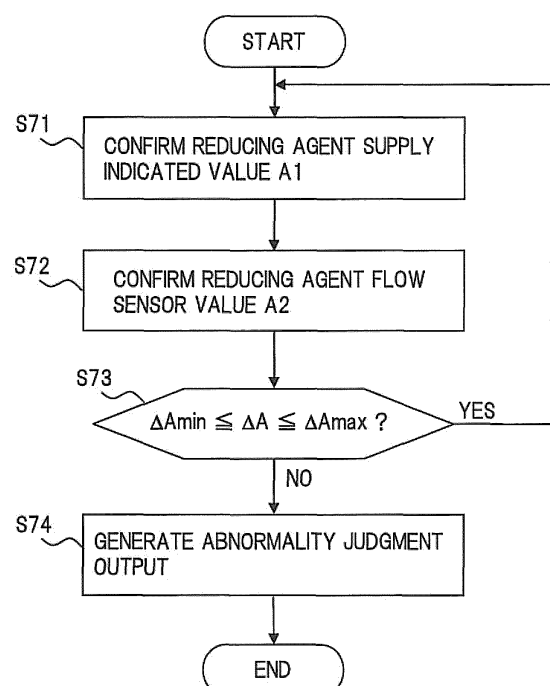 START
S71
CONFIRM REDUCING AGENT SUPPLY
INDICATED VALUE A1
S72
CONFIRM REDUCING AGENT FLOW
SENSOR VALUE A2
S73
ΔAmin ≦ ΔA ≦ ΔAmax ?
YES
NO
S74
GENERATE ABNORMALITY JUDGMENT
OUTPUT
END